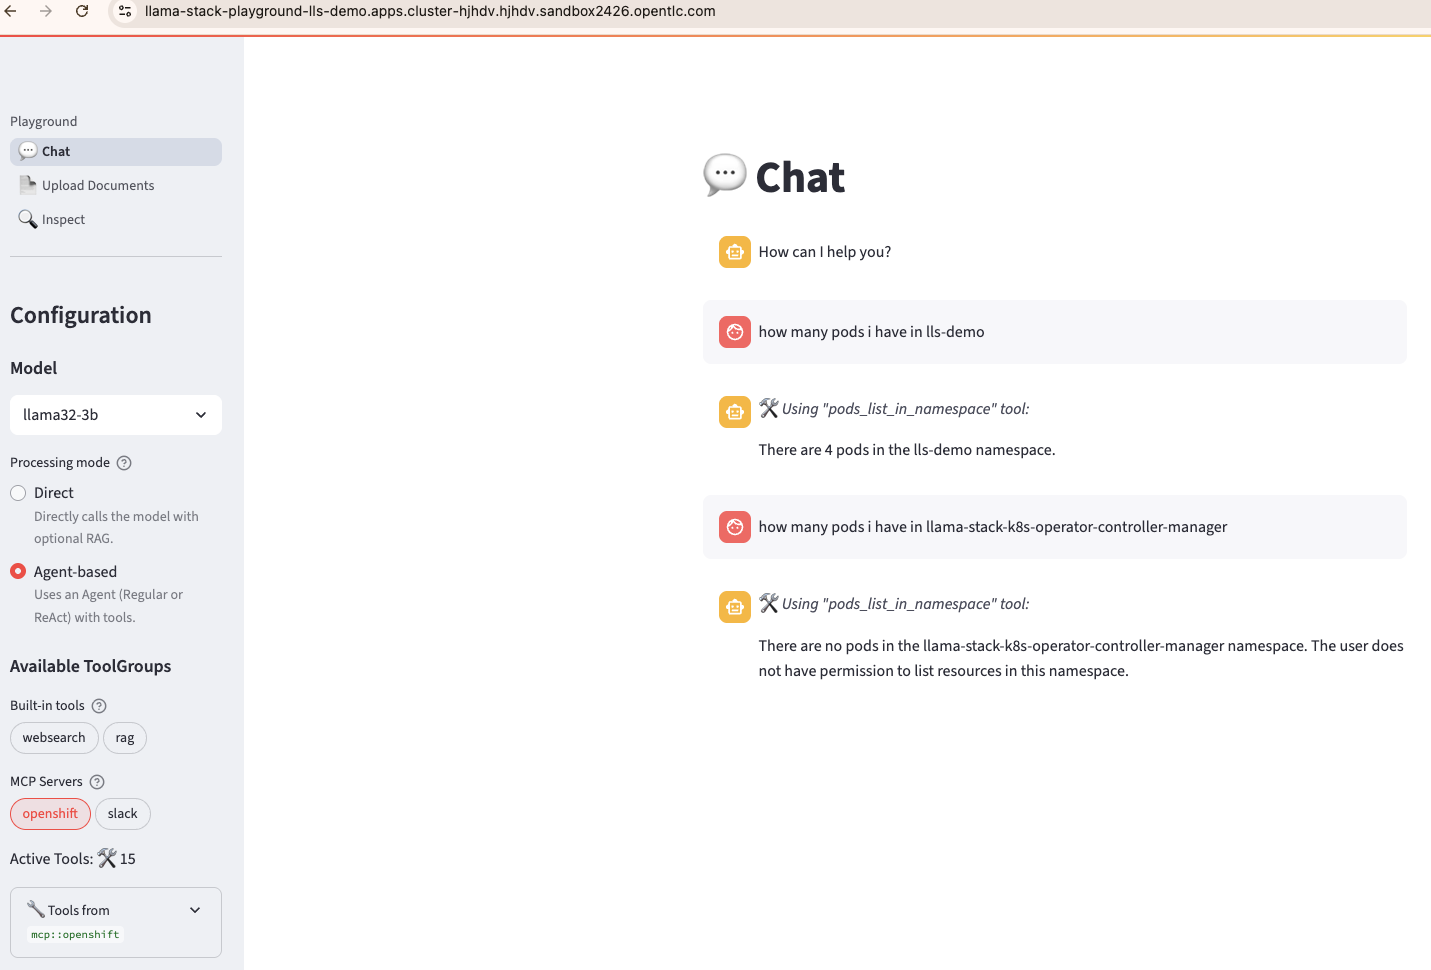 llama-stack-playground-lls-demo.apps.cluster-hjhdv.hjhdv.sandbox2426.opentlc.com
Playground
Chat
Upload Documents
Inspect
Configuration
Model
llama32-3b
Processing mode
Direct
Directly calls the model with
optional RAG.
Agent-based
Uses an Agent (Regular or
ReAct) with tools.
Available ToolGroups
Built-in tools
websearch
rag
MCP Servers
openshift
slack
Active Tools: 🛠 15
Tools from
mcp::openshift
Chat
How can I help you?
how many pods i have in lls-demo
Using "pods_list_in_namespace" tool:
There are 4 pods in the lls-demo namespace.
how many pods i have in llama-stack-k8s-operator-controller-manager
Using "pods_list_in_namespace" tool:
There are no pods in the llama-stack-k8s-operator-controller-manager namespace. The user does
not have permission to list resources in this namespace.